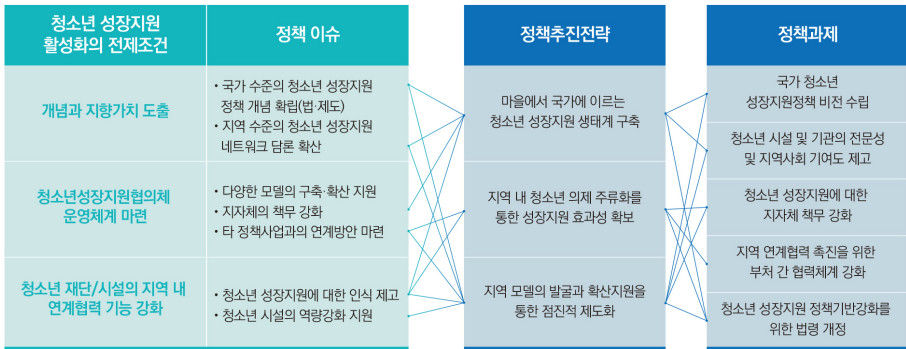 청소년 성장지원
활성화의 전제조건
정책 이슈
정책추진전략
정책과제
개념과 지향가치 도출
• 국가 수준의 청소년 성장지원
정책 개념 확립(법·제도)
• 지역 수준의 청소년 성장지원
네트워크 담론 확산
청소년성장지원협의체
운영체계 마련
• 다양한 모델의 구축·확산 지원
• 지자체의 책무 강화
• 타 정책사업과의 연계방안 마련
청소년 재단/시설의 지역 내
연계협력 기능 강화
• 청소년 성장지원에 대한 인식 제고
• 청소년 시설의 역량강화 지원
마을에서 국가에 이르는
청소년 성장지원 생태계 구축
지역 내 청소년 의제 주류화를
통한 성장지원 효과성 확보
지역 모델의 발굴과 확산지원을
통한 점진적 제도화
국가 청소년
성장지원정책 비전 수립
청소년 시설 및 기관의 전문성
및 지역사회 기여도 제고
청소년 성장지원에 대한
지자체 책무 강화
지역 연계협력 촉진을 위한
부처 간 협력체계 강화
청소년 성장지원 정책기반강화를
위한 법령 개정